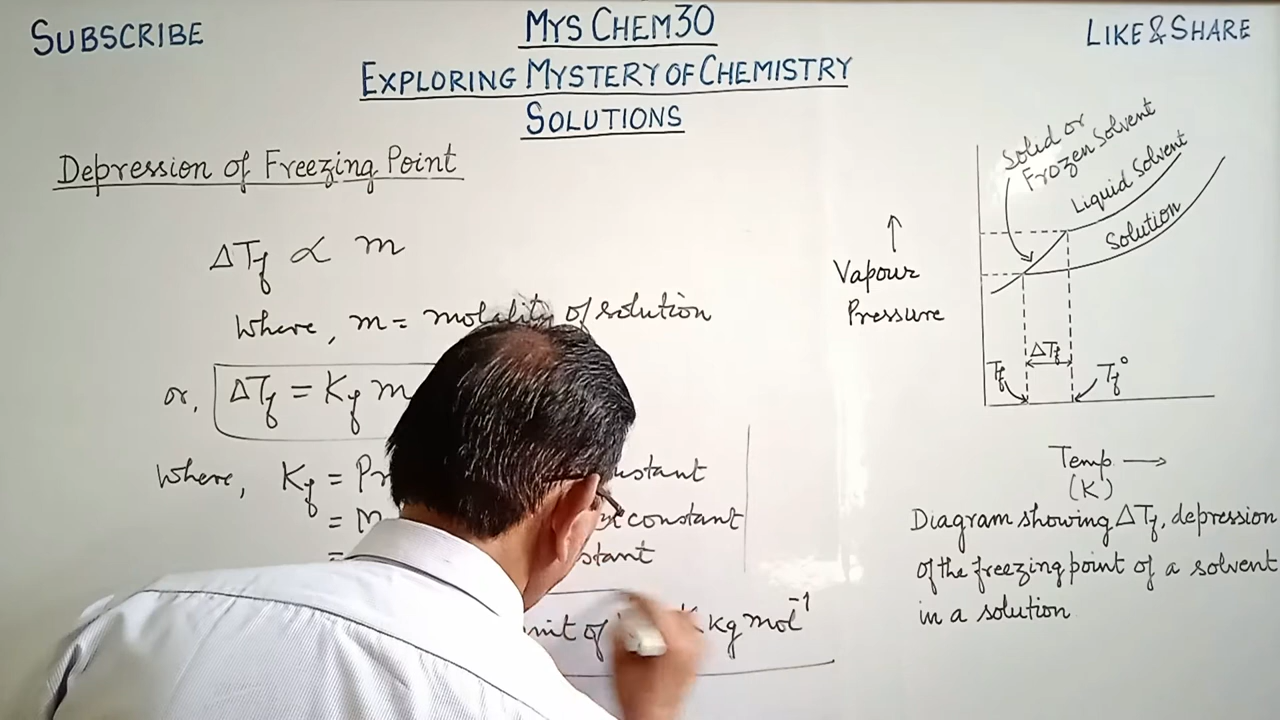 SUBSCRIBE
MYS CHEM30
LIKE & SHARE
EXPLORING MYSTERY OF CHEMISTRY
SOLUTIONS
Depression of Freezing Point
ΔTf ∝ m
Where, m = molality of solution
or, ΔTf = Kf m
Where, Kf =
constant
=
of K kg mol⁻¹
Solid or
Frozen Solvent
Liquid Solvent
Solution
↑
Vapour
Pressure
ΔTf
Tf
Tf°
Temp →
(K)
Diagram showing ΔTf, depression
of the freezing point of a solvent
in a solution